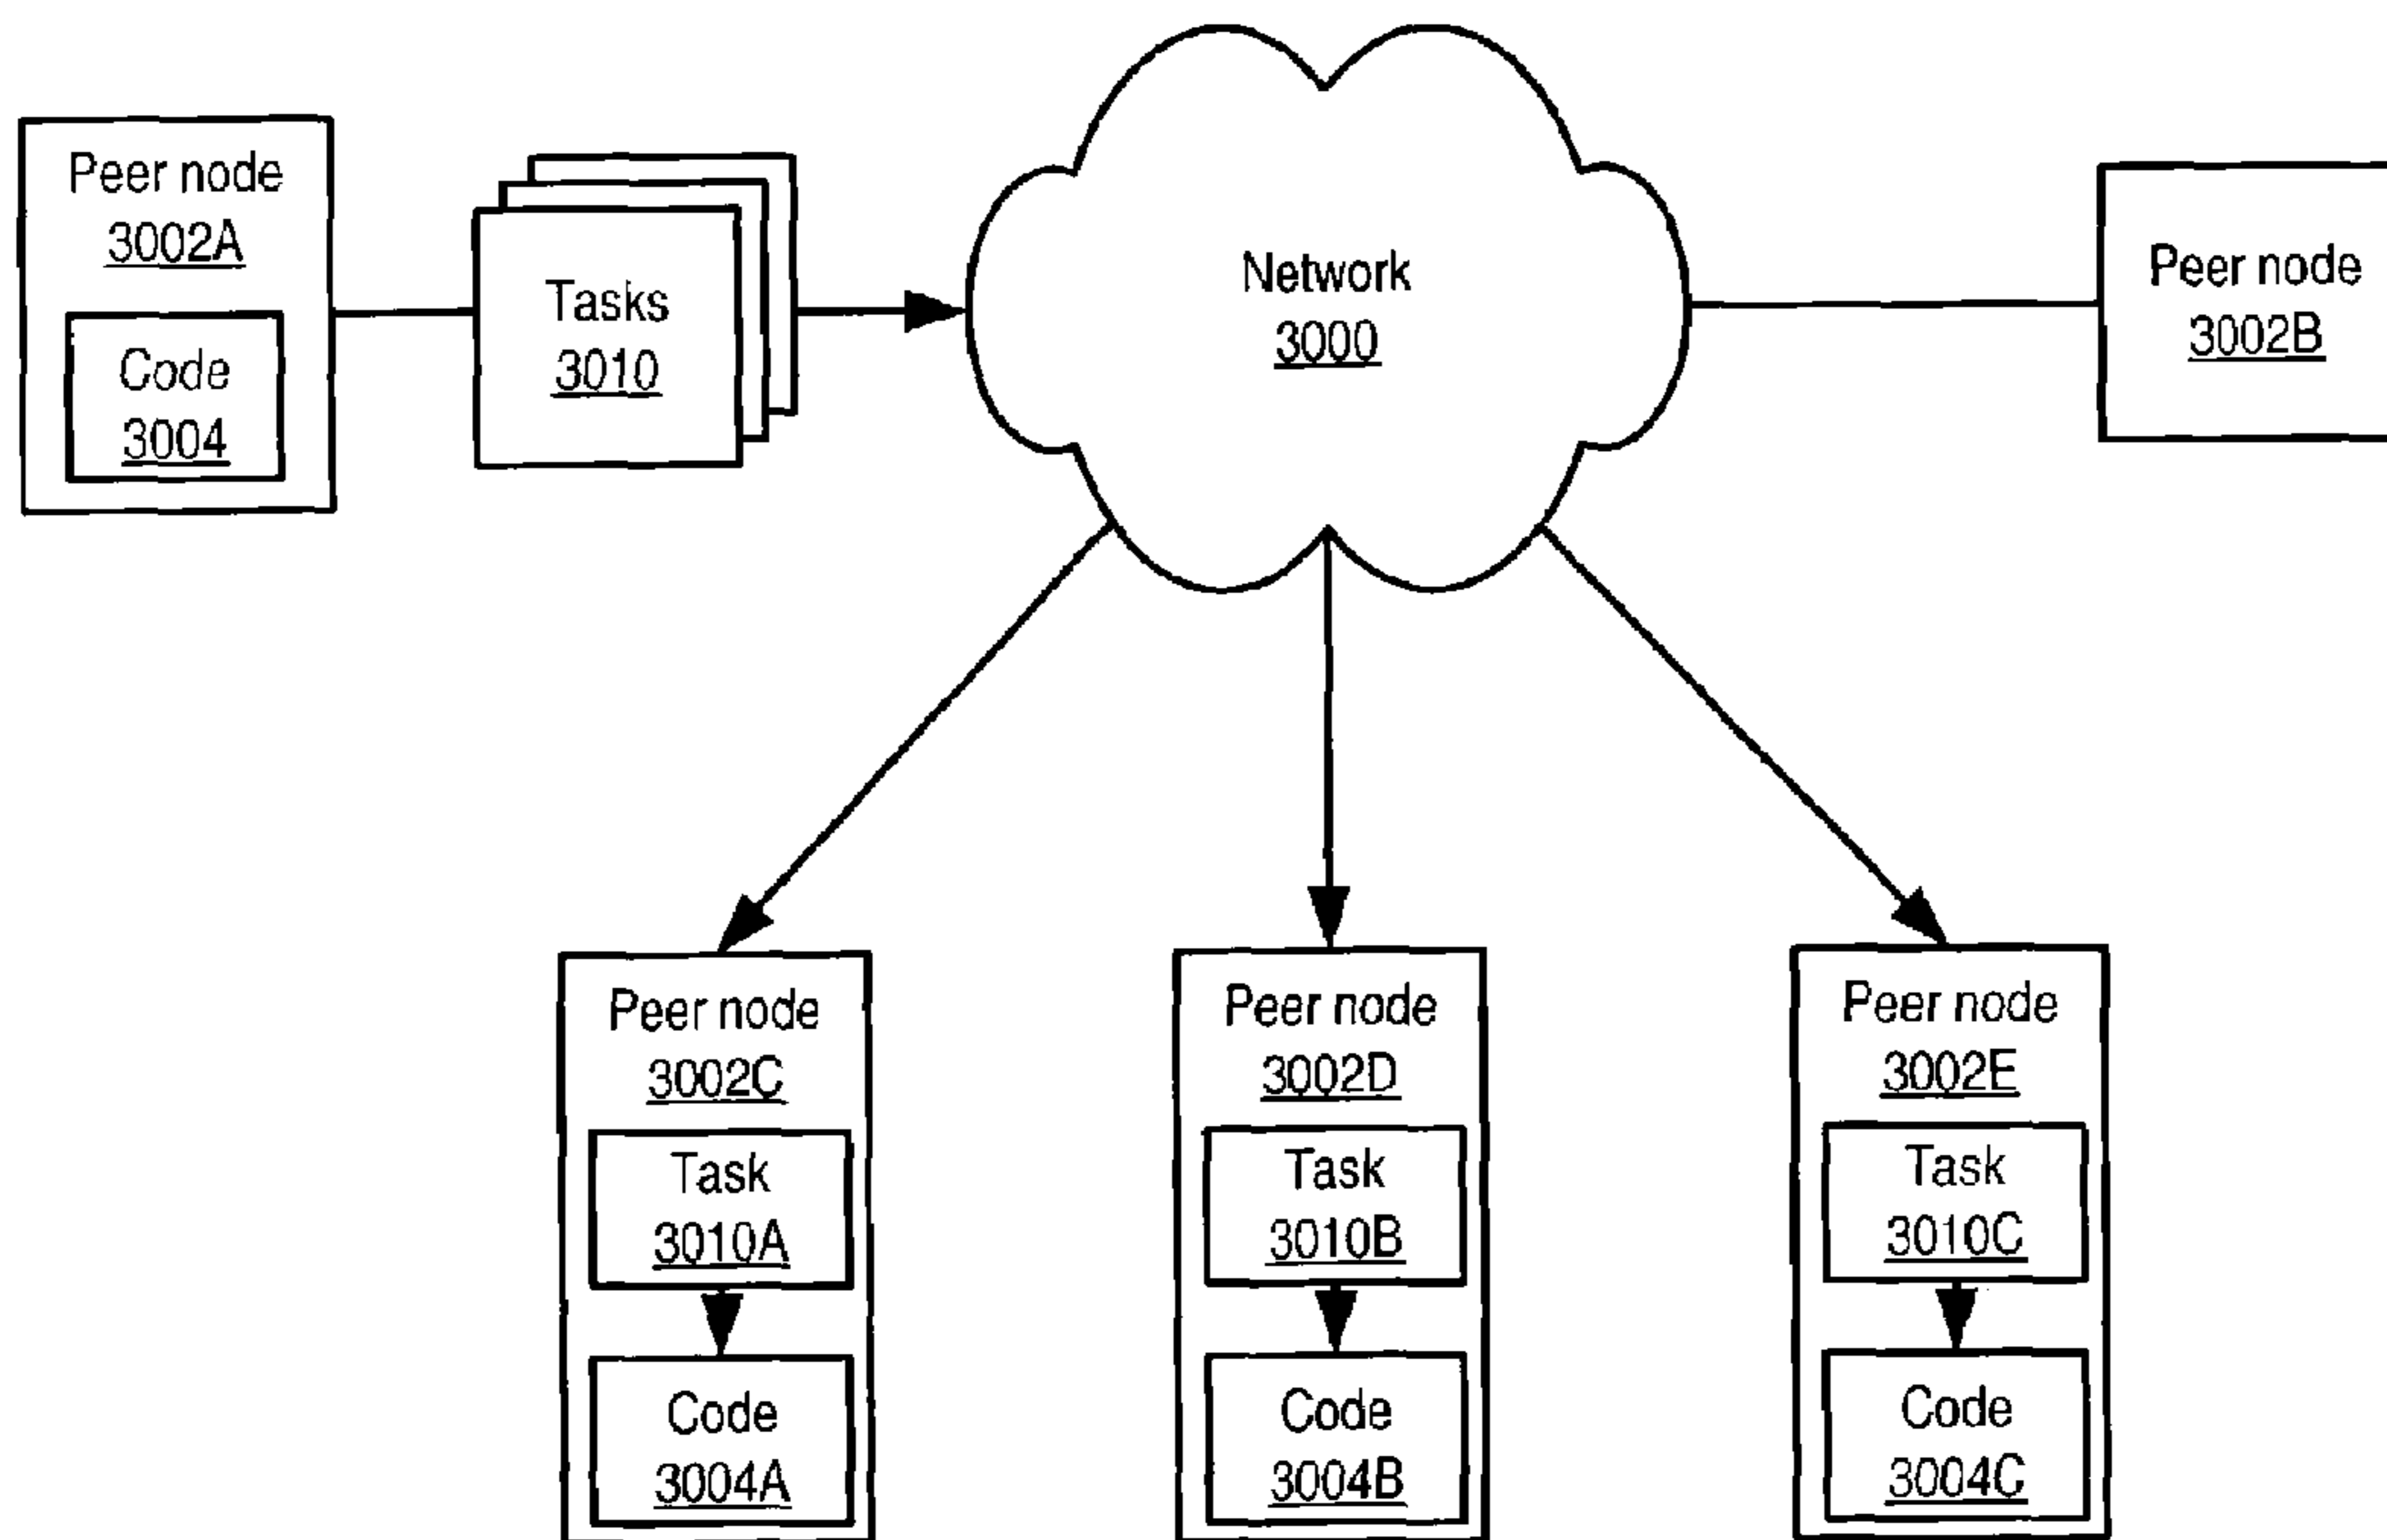 Peer node
3002A
Code
3004
Tasks
3010
Network
3000
Peer node
3002B
Peer node
3002C
Task
3010A
Code
3004A
Peer node
3002D
Task
3010B
Code
3004B
Peer node
3002E
Task
3010C
Code
3004C